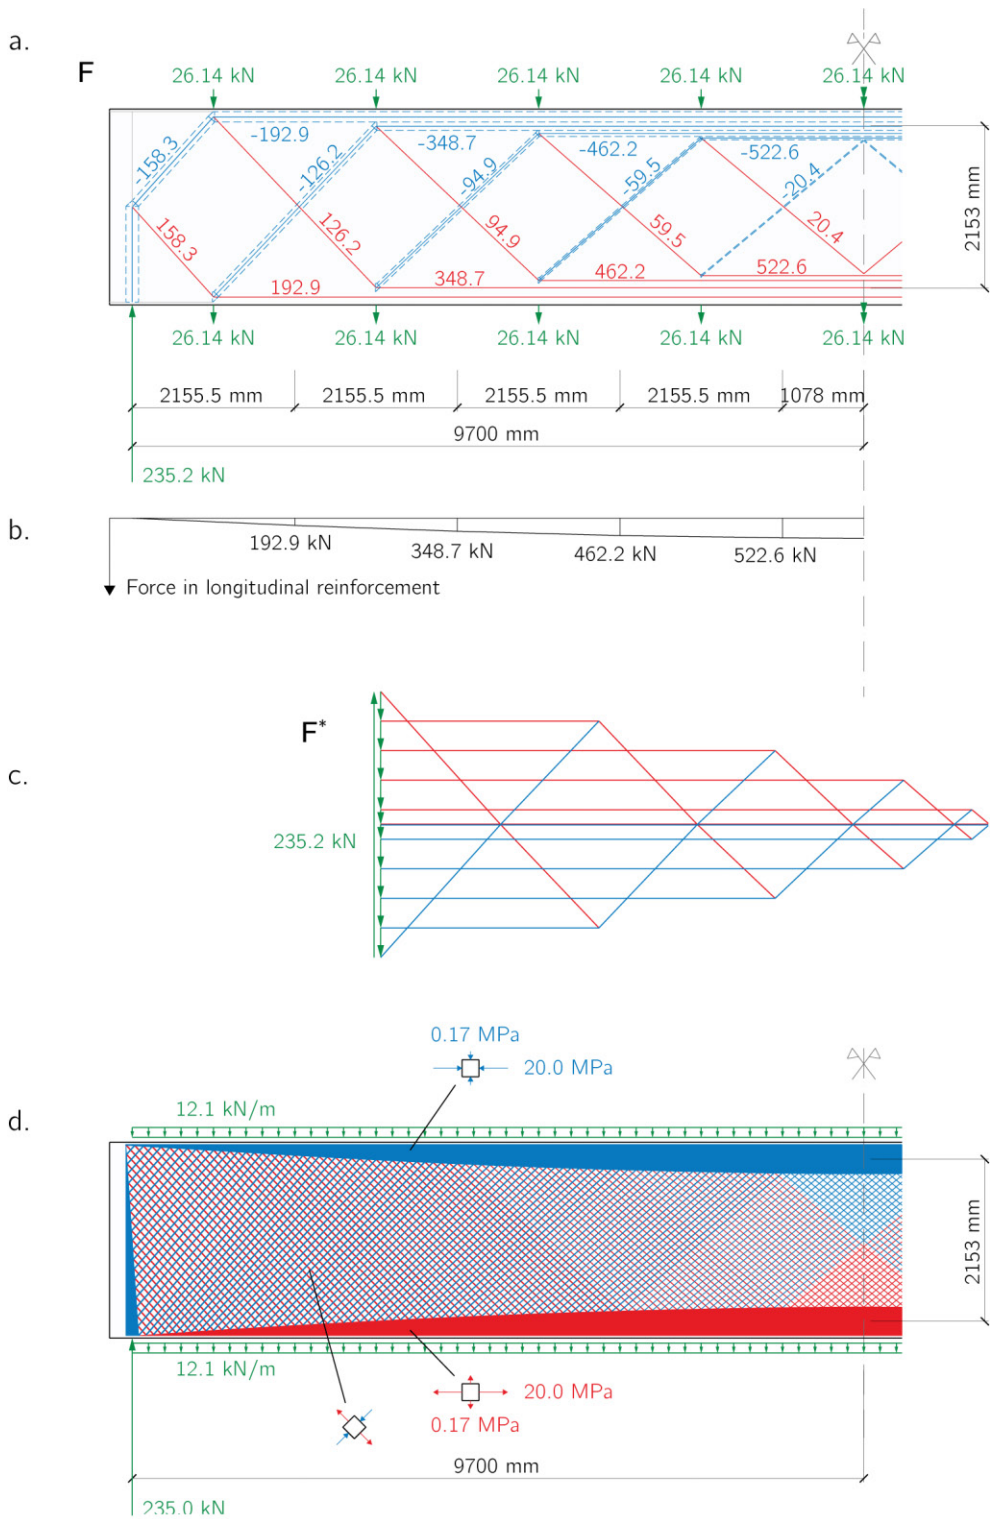 a.
F
26.14 kN 26.14 kN 26.14 kN 26.14 kN 26.14 kN
-158.3 -192.9 -126.2 -348.7 -94.9 -462.2 -59.5 -522.6 -20.4
158.3 126.2 94.9 59.5 20.4
192.9 348.7 462.2 522.6
2153 mm
26.14 kN 26.14 kN 26.14 kN 26.14 kN 26.14 kN
2155.5 mm 2155.5 mm 2155.5 mm 2155.5 mm 1078 mm
9700 mm
235.2 kN
b.
192.9 kN 348.7 kN 462.2 kN 522.6 kN
Force in longitudinal reinforcement
c.
F*
235.2 kN
d.
0.17 MPa
20.0 MPa
12.1 kN/m
2153 mm
12.1 kN/m
20.0 MPa
0.17 MPa
9700 mm
235.0 kN